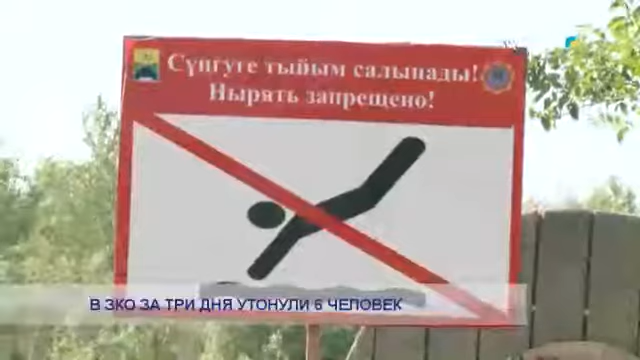 Сүңгуге тыйым салынады!
Нырять запрещено!
В ЗКО ЗА ТРИ ДНЯ УТОНУЛИ 6 ЧЕЛОВЕК